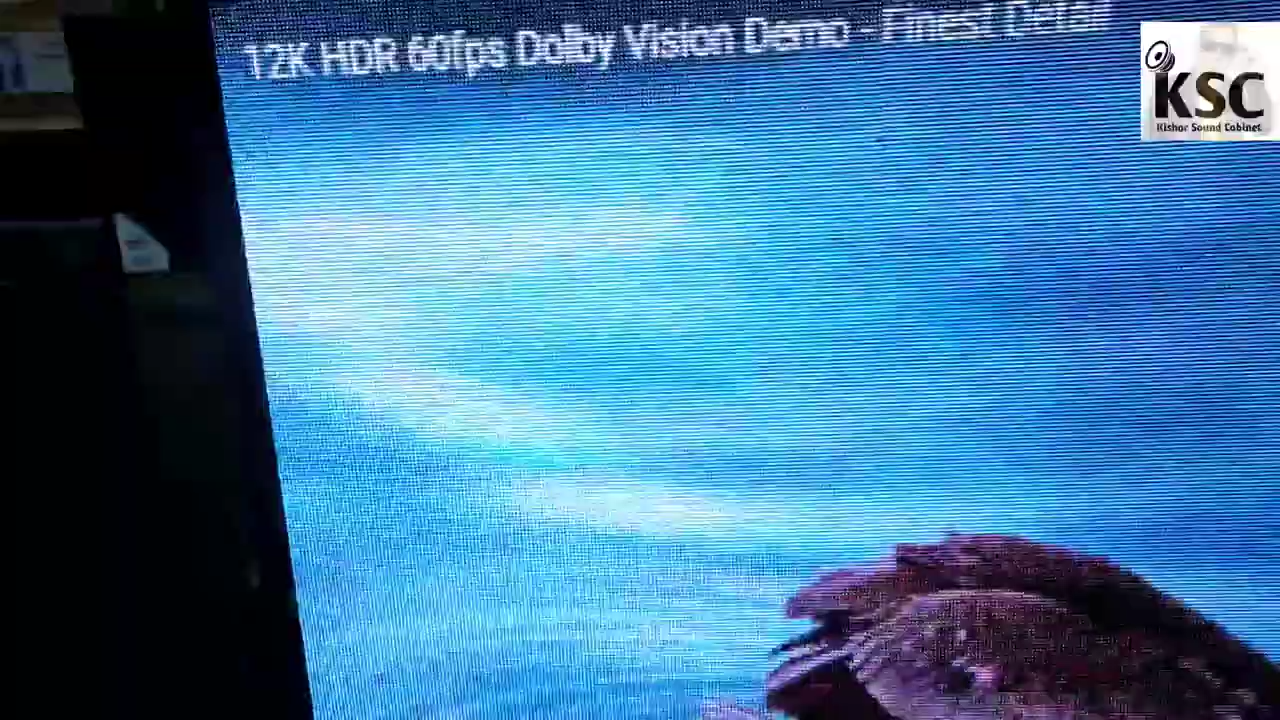 12K HDR 60fps Dolby Vision Demo - Finest Detail
KSC
Kishor Sound Cabinet